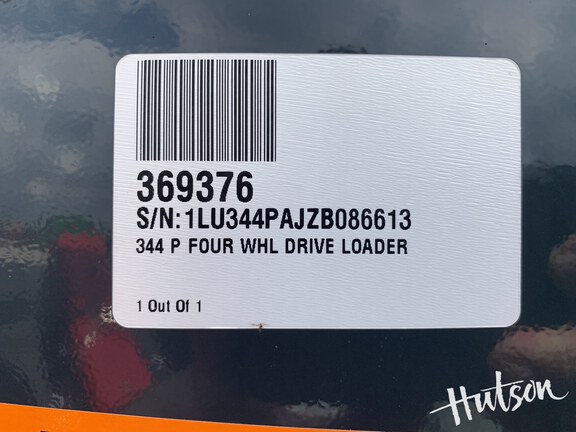 369376
S/N:1LU344PAJZB086613
344 P FOUR WHL DRIVE LOADER
1 Out Of 1
Hutson